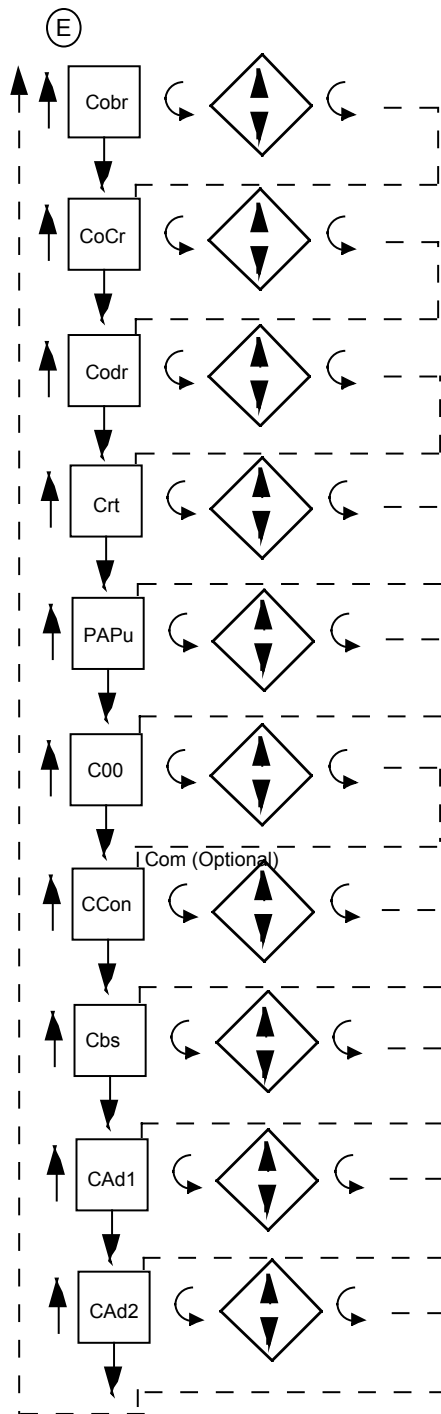 E
Cobr
CoCr
Codr
Crt
PAPu
C00
Com (Optional)
CCon
Cbs
CAd1
CAd2